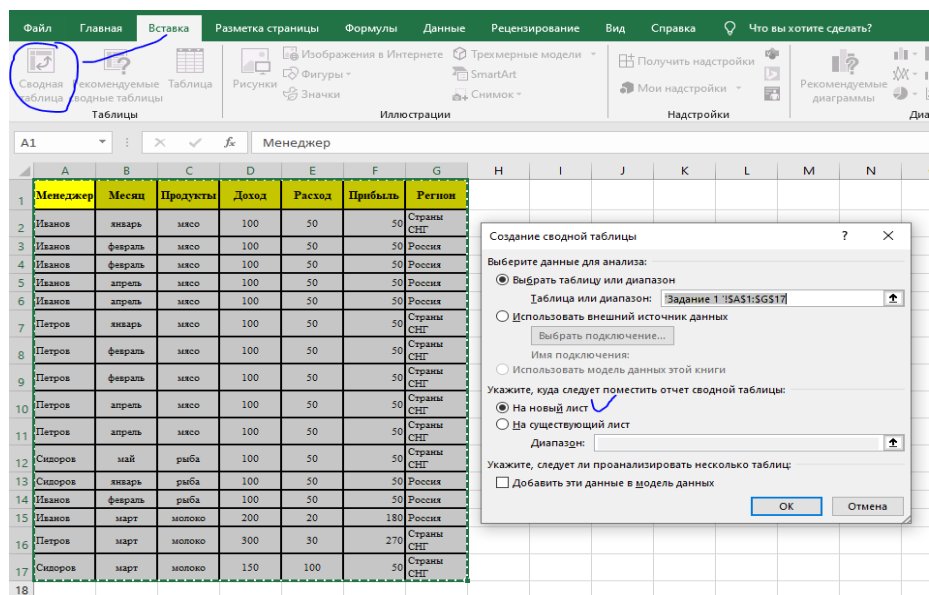 Файл Главная Вставка Разметка страницы Формулы Данные Рецензирование Вид Справка Что вы хотите сделать?
Сводная таблица
Рекомендуемые сводные таблицы
Таблица
Таблицы
Рисунки
Изображения в Интернете
Фигуры
Значки
Трехмерные модели
SmartArt
Снимок
Иллюстрации
Получить надстройки
Мои надстройки
Надстройки
Рекомендуемые диаграммы
Диа
A1 fx Менеджер
A B C D E F G H I J K L M N
1 Менеджер Месяц Продукты Доход Расход Прибыль Регион
2 Иванов январь мясо 100 50 50 Страны СНГ
3 Иванов февраль мясо 100 50 50 Россия
4 Иванов февраль мясо 100 50 50 Россия
5 Иванов апрель мясо 100 50 50 Россия
6 Иванов апрель мясо 100 50 50 Россия
7 Петров январь мясо 100 50 50 Страны СНГ
8 Петров февраль мясо 100 50 50 Страны СНГ
9 Петров февраль мясо 100 50 50 Страны СНГ
10 Петров апрель мясо 100 50 50 Страны СНГ
11 Петров апрель мясо 100 50 50 Страны СНГ
12 Сидоров май рыба 100 50 50 Страны СНГ
13 Сидоров январь рыба 100 50 50 Россия
14 Иванов февраль рыба 100 50 50 Россия
15 Иванов март молоко 200 20 180 Россия
16 Петров март молоко 300 30 270 Страны СНГ
17 Сидоров март молоко 150 100 50 Страны СНГ
18
Создание сводной таблицы ? ×
Выберите данные для анализа:
Выбрать таблицу или диапазон
Таблица или диапазон: 'Задание 1 '!$A$1:$G$17
Использовать внешний источник данных
Выбрать подключение...
Имя подключения:
Использовать модель данных этой книги
Укажите, куда следует поместить отчет сводной таблицы:
На новый лист
На существующий лист
Диапазон:
Укажите, следует ли проанализировать несколько таблиц:
Добавить эти данные в модель данных
ОК Отмена